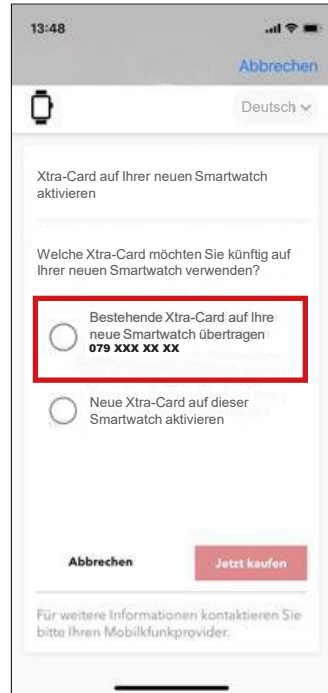 13:48
Abbrechen
Deutsch
Xtra-Card auf Ihrer neuen Smartwatch
aktivieren
Welche Xtra-Card möchten Sie künftig auf
Ihrer neuen Smartwatch verwenden?
Bestehende Xtra-Card auf Ihre
neue Smartwatch übertragen
079 XXX XX XX
Neue Xtra-Card auf dieser
Smartwatch aktivieren
Abbrechen Jetzt kaufen
Für weitere Informationen kontaktieren Sie
bitte Ihren Mobilkfunkprovider.